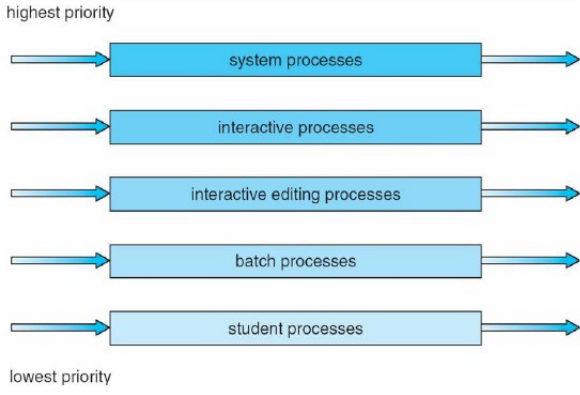 highest priority
system processes
interactive processes
interactive editing processes
batch processes
student processes
lowest priority